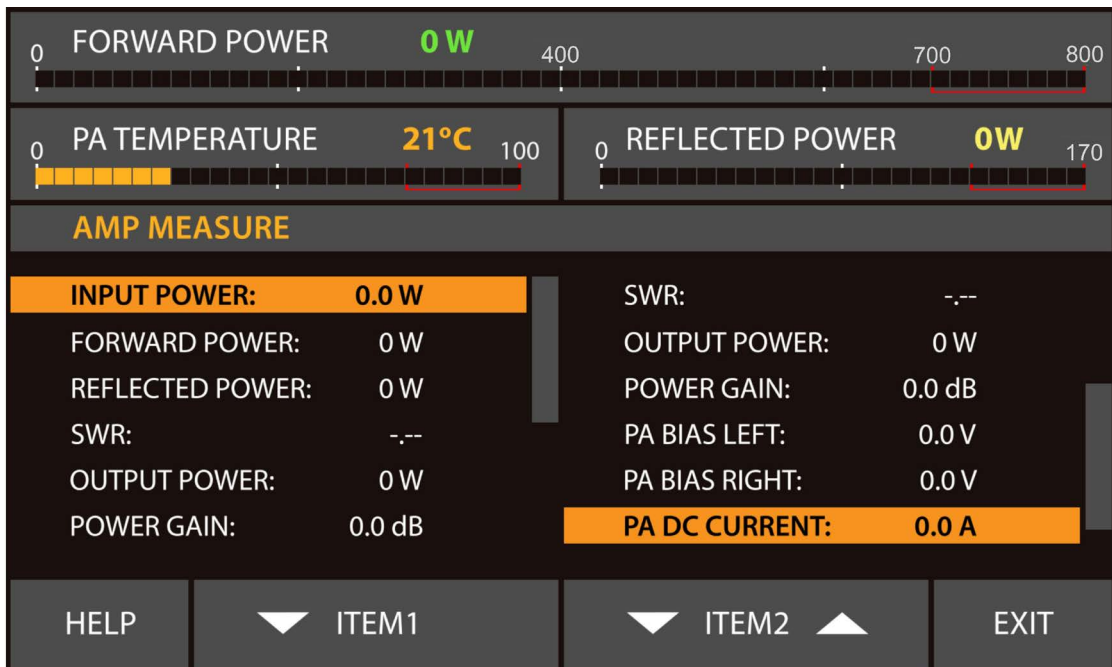 FORWARD POWER 0 W
0 400 700 800
PA TEMPERATURE 21°C
0 100
REFLECTED POWER 0W
0 170
AMP MEASURE
INPUT POWER: 0.0 W
FORWARD POWER: 0 W
REFLECTED POWER: 0 W
SWR: -.--
OUTPUT POWER: 0 W
POWER GAIN: 0.0 dB
SWR: -.--
OUTPUT POWER: 0 W
POWER GAIN: 0.0 dB
PA BIAS LEFT: 0.0 V
PA BIAS RIGHT: 0.0 V
PA DC CURRENT: 0.0 A
HELP
ITEM1
ITEM2
EXIT